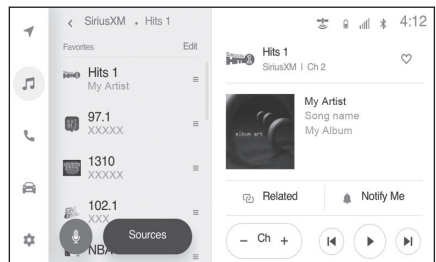 SiriusXM . Hits 1
4:12
Favorites Edit
Hits 1
My Artist
97.1
XXXXX
1310
XXXXX
102.1
XXX
NBA
Sources
Hits 1
SiriusXM | Ch 2
album art
My Artist
Song name
My Album
Related
Notify Me
− Ch +